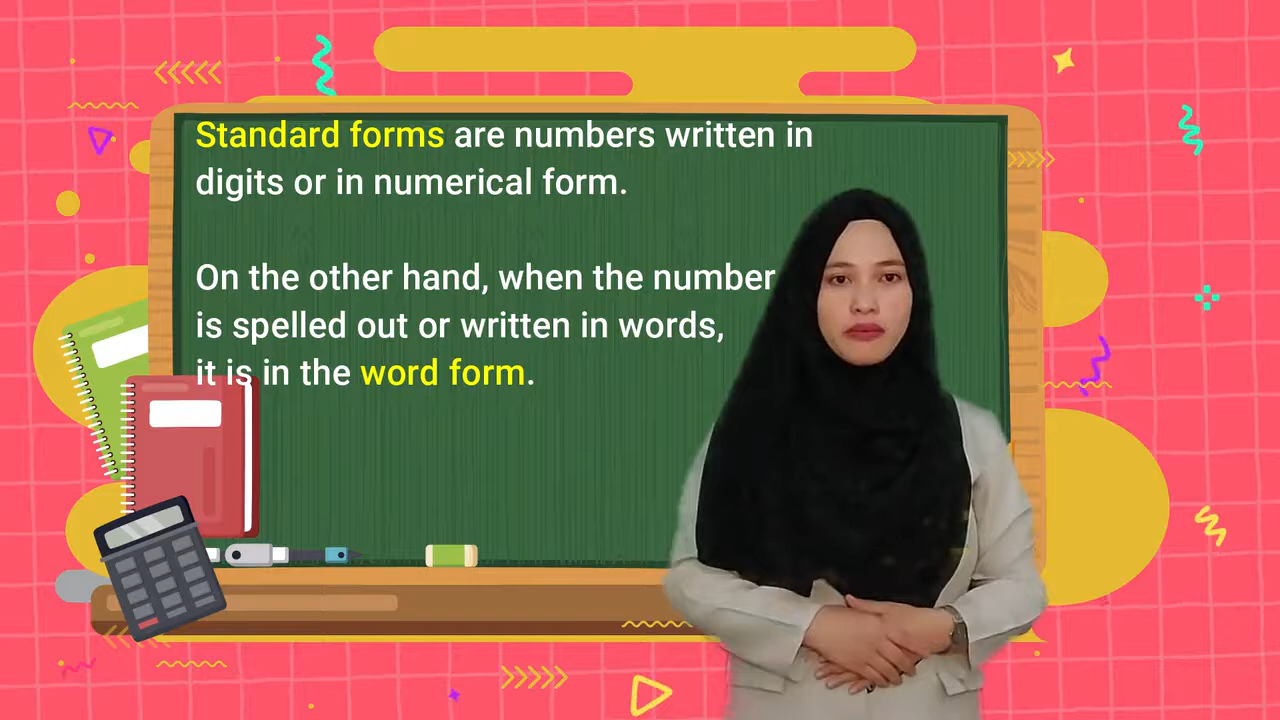 Standard forms are numbers written in
digits or in numerical form.
On the other hand, when the number
is spelled out or written in words,
it is in the word form.